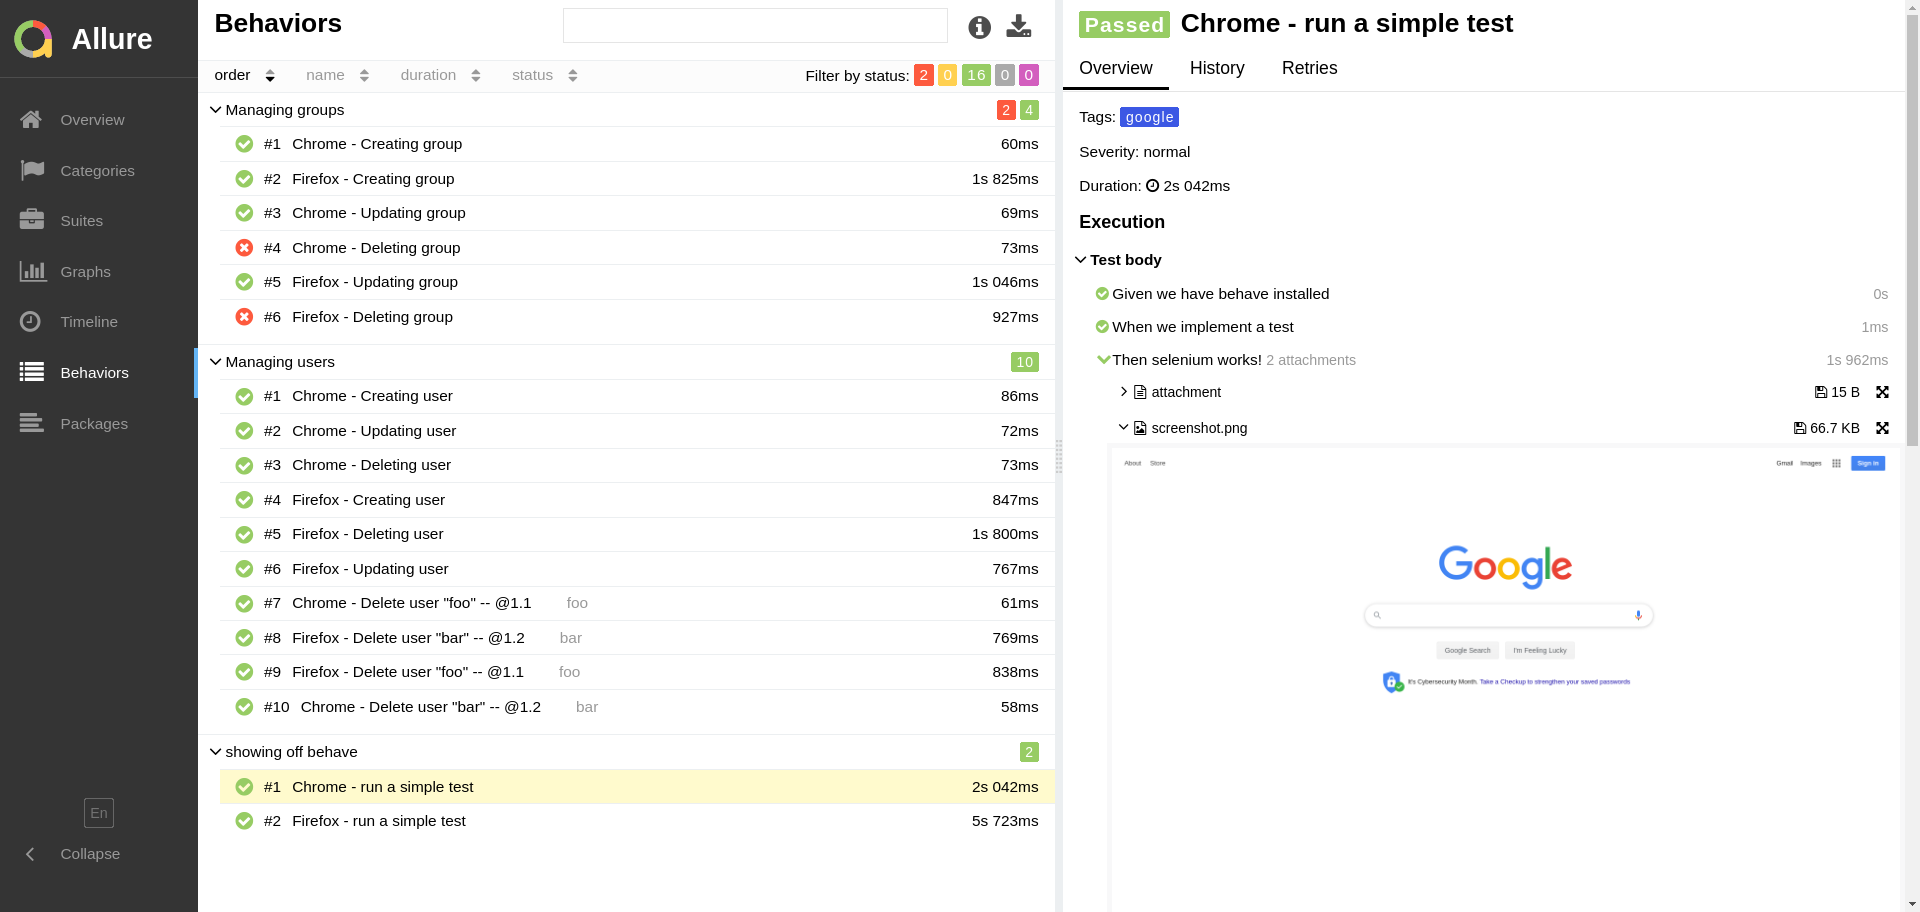 Allure
Overview
Categories
Suites
Graphs
Timeline
Behaviors
Packages
En
Collapse
Behaviors
order name duration status Filter by status: 2 0 16 0 0
Managing groups 2 4
#1 Chrome - Creating group 60ms
#2 Firefox - Creating group 1s 825ms
#3 Chrome - Updating group 69ms
#4 Chrome - Deleting group 73ms
#5 Firefox - Updating group 1s 046ms
#6 Firefox - Deleting group 927ms
Managing users 10
#1 Chrome - Creating user 86ms
#2 Chrome - Updating user 72ms
#3 Chrome - Deleting user 73ms
#4 Firefox - Creating user 847ms
#5 Firefox - Deleting user 1s 800ms
#6 Firefox - Updating user 767ms
#7 Chrome - Delete user "foo" -- @1.1 foo 61ms
#8 Firefox - Delete user "bar" -- @1.2 bar 769ms
#9 Firefox - Delete user "foo" -- @1.1 foo 838ms
#10 Chrome - Delete user "bar" -- @1.2 bar 58ms
showing off behave 2
#1 Chrome - run a simple test 2s 042ms
#2 Firefox - run a simple test 5s 723ms
Passed Chrome - run a simple test
Overview History Retries
Tags: google
Severity: normal
Duration: 2s 042ms
Execution
Test body
Given we have behave installed 0s
When we implement a test 1ms
Then selenium works! 2 attachments 1s 962ms
attachment 15 B
screenshot.png 66.7 KB
About Store Gmail Images Sign in
Google
Google Search I'm Feeling Lucky
It's Cybersecurity Month. Take a Checkup to strengthen your saved passwords